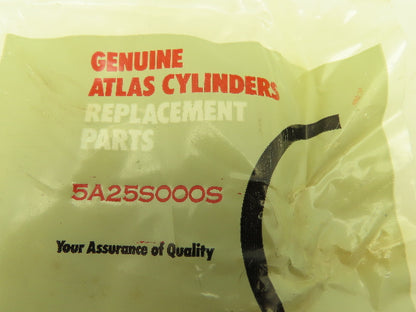 GENUINE
ATLAS CYLINDERS
REPLACEMENT
PARTS
5A25S000S
Your Assurance of Quality